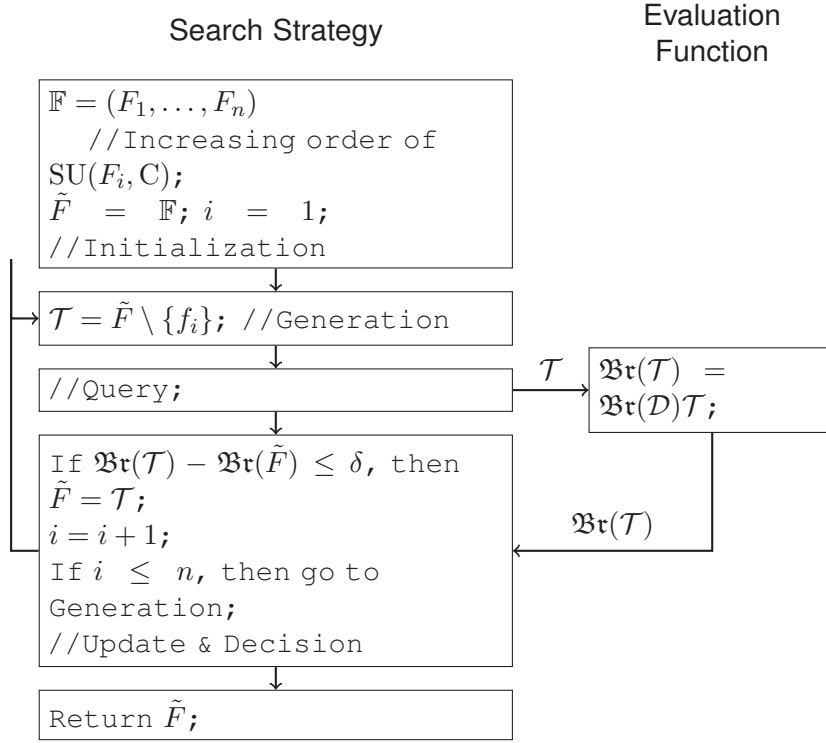 Search Strategy
Evaluation
Function
𝔽 = (F₁, …, Fₙ)
//Increasing order of
SU(Fᵢ, C);
F̃ = 𝔽; i = 1;
//Initialization
𝒯 = F̃ \ {fᵢ}; //Generation
//Query;
𝒯
𝔅𝔯(𝒯) =
𝔅𝔯(𝒟)𝒯;
If 𝔅𝔯(𝒯) − 𝔅𝔯(F̃) ≤ δ, then
F̃ = 𝒯;
i = i + 1;
If i ≤ n, then go to
Generation;
//Update & Decision
𝔅𝔯(𝒯)
Return F̃;